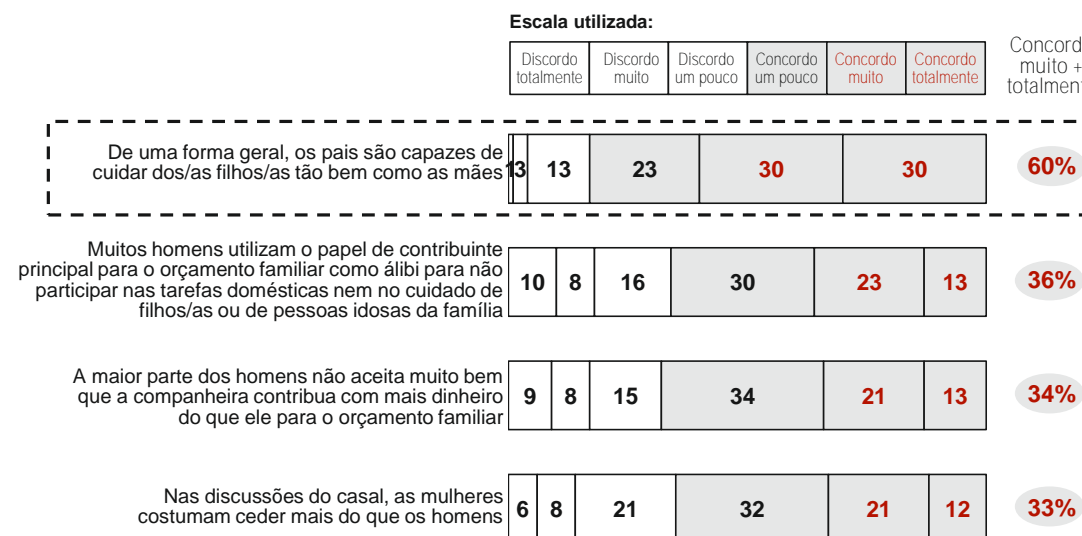 Escala utilizada:
Discordo totalmente
Discordo muito
Discordo um pouco
Concordo um pouco
Concordo muito
Concordo totalmente
muito +
De uma forma geral, os pais são capazes de
cuidar dos/as filhos/as tão bem como as mães
1 3 13 23 30 30 60%
Muitos homens utilizam o papel de contribuinte
principal para o orçamento familiar como álibi para não
participar nas tarefas domésticas nem no cuidado de
filhos/as ou de pessoas idosas da família
10 8 16 30 23 13 36%
A maior parte dos homens não aceita muito bem
que a companheira contribua com mais dinheiro
do que ele para o orçamento familiar
9 8 15 34 21 13 34%
Nas discussões do casal, as mulheres
costumam ceder mais do que os homens
6 8 21 32 21 12 33%